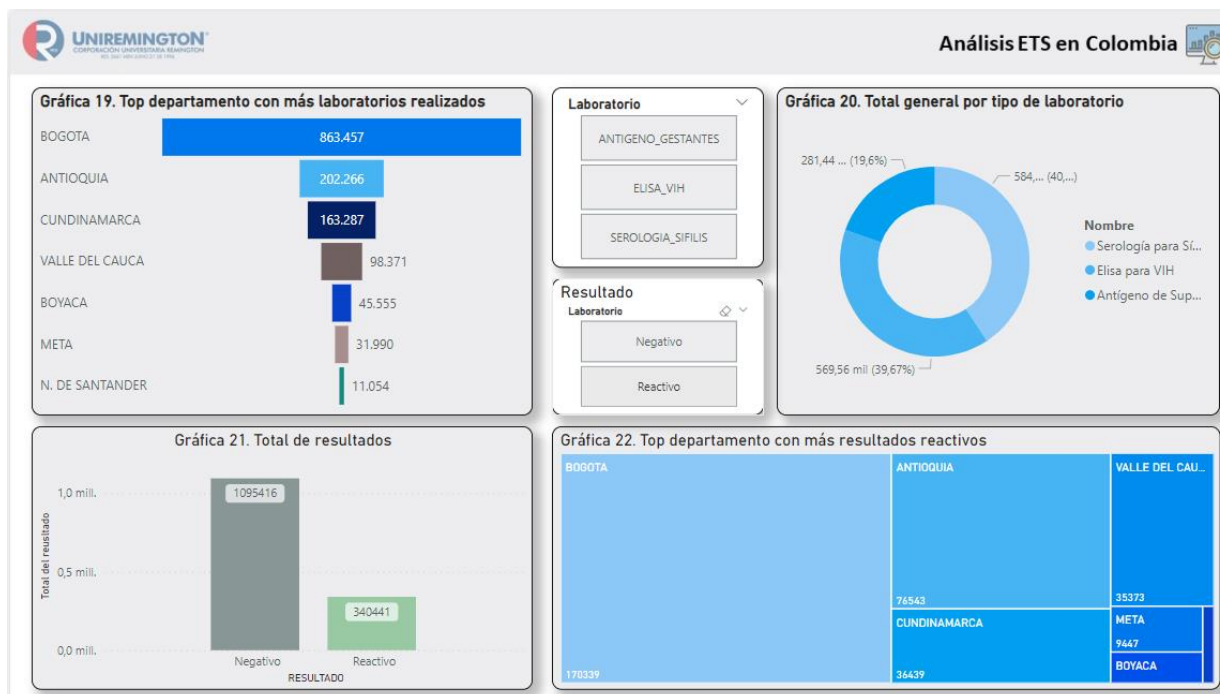 UNIREMINGTON®
CORPORACIÓN UNIVERSITARIA REMINGTON
Análisis ETS en Colombia
Gráfica 19. Top departamento con más laboratorios realizados
BOGOTA 863.457
ANTIOQUIA 202.266
CUNDINAMARCA 163.287
VALLE DEL CAUCA 98.371
BOYACA 45.555
META 31.990
N. DE SANTANDER 11.054
Laboratorio
ANTIGENO_GESTANTES
ELISA_VIH
SEROLOGIA_SIFILIS
Resultado
Laboratorio
Negativo
Reactivo
Gráfica 20. Total general por tipo de laboratorio
281,44 ... (19,6%)
584,... (40,...)
569,56 mil (39,67%)
Nombre
Serología para Sí...
Elisa para VIH
Antígeno de Sup...
Gráfica 21. Total de resultados
Total del reusltado
1,0 mill.
0,5 mill.
0,0 mill.
1095416
340441
Negativo Reactivo
RESULTADO
Gráfica 22. Top departamento con más resultados reactivos
BOGOTA
170339
ANTIOQUIA
76543
CUNDINAMARCA
36439
VALLE DEL CAU...
35373
META
9447
BOYACA